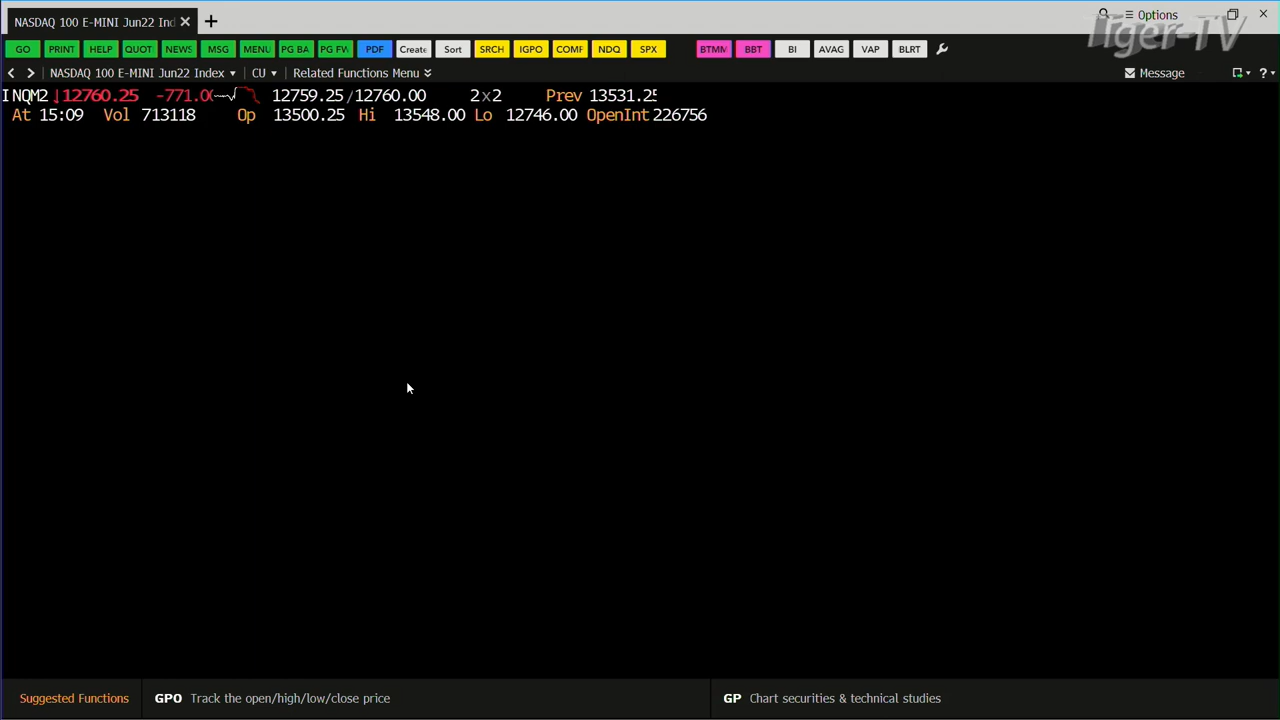 NASDAQ 100 E-MINI Jun22 Ind
Options
Tiger-TV
GO PRINT HELP QUOT NEWS MSG MENU PG BA PG FW PDF Create Sort SRCH IGPO COMF NDQ SPX BTMM BBT BI AVAG VAP BLRT
NASDAQ 100 E-MINI Jun22 Index CU Related Functions Menu Message ?
NQM2 12760.25 -771.00 12759.25/12760.00 2x2 Prev 13531.25
At 15:09 Vol 713118 Op 13500.25 Hi 13548.00 Lo 12746.00 OpenInt 226756
Suggested Functions GPO Track the open/high/low/close price GP Chart securities & technical studies